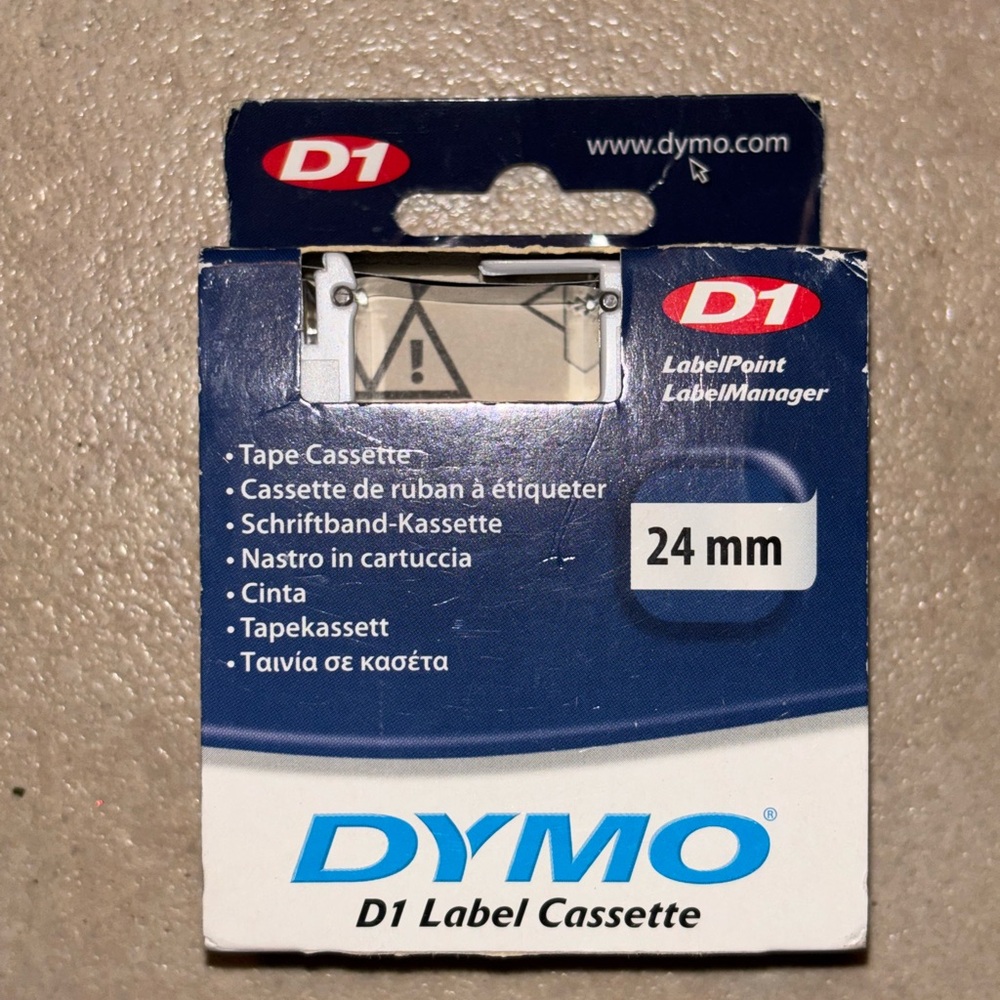 D1
www.dymo.com
!
D1
LabelPoint
LabelManager
• Tape Cassette
• Cassette de ruban à étiqueter
• Schriftband-Kassette
• Nastro in cartuccia
• Cinta
• Tapekassett
• Ταινία σε κασέτα
24 mm
DYMO®
D1 Label Cassette